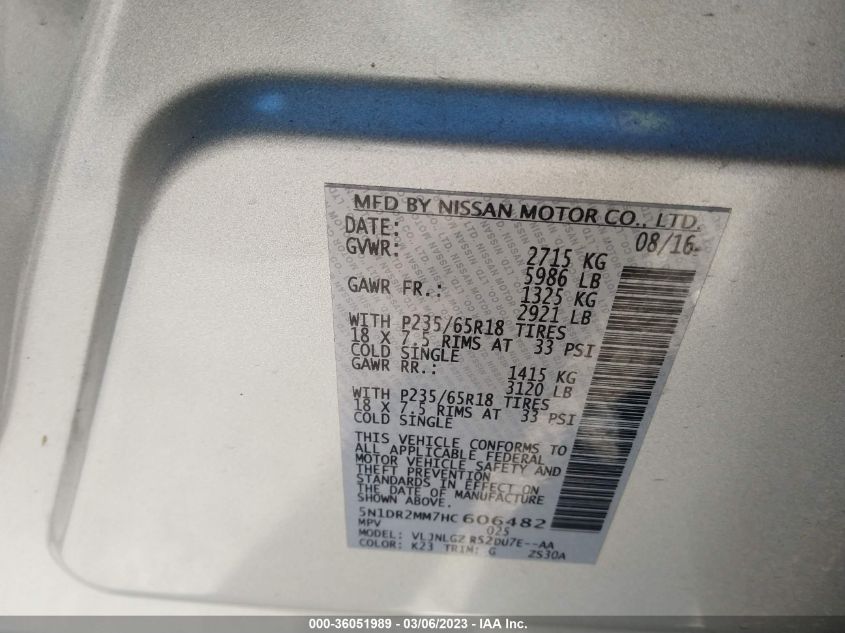 MFD BY NISSAN MOTOR CO., LTD.
DATE: 08/16
GVWR: 2715 KG
5986 LB
GAWR FR.: 1325 KG
2921 LB
WITH P235/65R18 TIRES
18 X 7.5 RIMS AT 33 PSI
COLD SINGLE
GAWR RR.: 1415 KG
3120 LB
WITH P235/65R18 TIRES
18 X 7.5 RIMS AT 33 PSI
COLD SINGLE
THIS VEHICLE CONFORMS TO
ALL APPLICABLE FEDERAL
MOTOR VEHICLE SAFETY AND
THEFT PREVENTION
STANDARDS IN EFFECT ON
THE DATE OF MANUFACTURE
SHOWN ABOVE.
5N1DR2MM7HC606482
MPV 025
MODEL: VLJNLGZ R52DU7E--AA
COLOR: K23 TRIM: G ZS30A
000-36051989 - 03/06/2023 - IAA Inc.